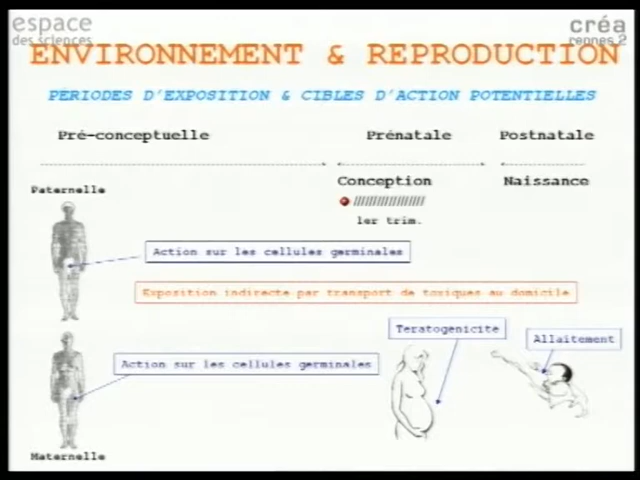 espace
des sciences
créa
rennes 2
ENVIRONNEMENT & REPRODUCTION
PÉRIODES D'EXPOSITION & CIBLES D'ACTION POTENTIELLES
Pré-conceptuelle
Prénatale
Postnatale
Conception
Naissance
Paternelle
1er trim.
Action sur les cellules germinales
Exposition indirecte par transport de toxiques au domicile
Teratogenicite
Allaitement
Action sur les cellules germinales
Maternelle